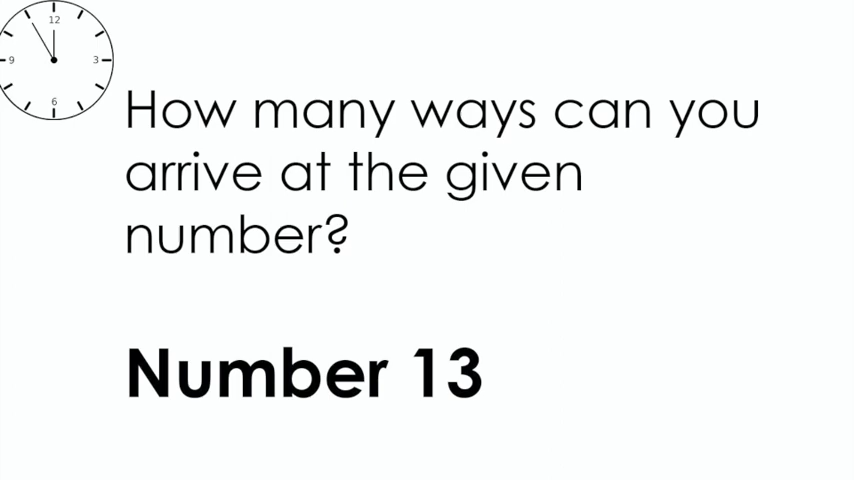 12
9
3
6
How many ways can you
arrive at the given
number?
Number 13